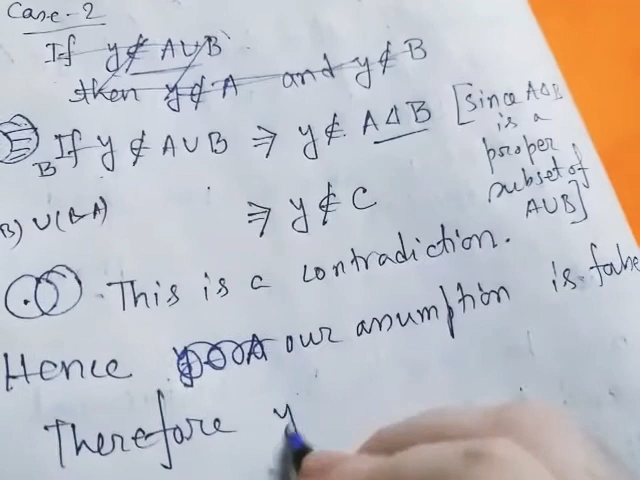 Case-2
If y∉ A∪B
then y∉A and y∉B
If y∉A∪B ⇒ y∉ A∆B [since A∆B
is a
proper
subset of
A∪B]
B
B) ∪(B-A)
⇒ y∉C
This is a contradiction.
Hence our assumption is false
Therefore y